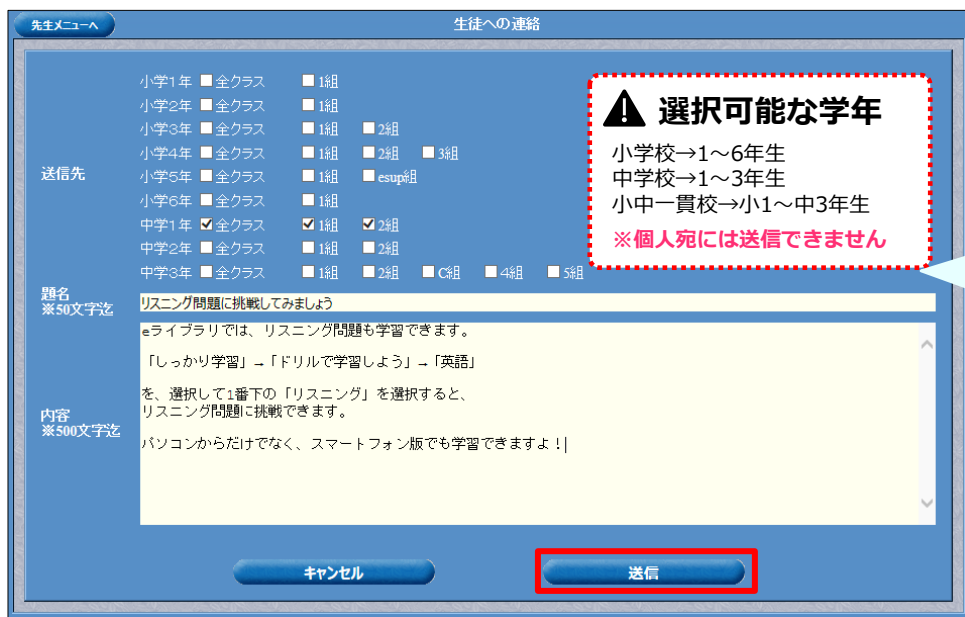 先生メニューへ
生徒への連絡
送信先
小学1年 全クラス 1組
小学2年 全クラス 1組
小学3年 全クラス 1組 2組
小学4年 全クラス 1組 2組 3組
小学5年 全クラス 1組 esup組
小学6年 全クラス 1組
中学1年 全クラス 1組 2組
中学2年 全クラス 1組 2組
中学3年 全クラス 1組 2組 C組 4組 5組
選択可能な学年
小学校→1～6年生
中学校→1～3年生
小中一貫校→小1～中3年生
※個人宛には送信できません
題名
※50文字迄
リスニング問題に挑戦してみましょう
内容
※500文字迄
eライブラリでは、リスニング問題も学習できます。
「しっかり学習」→「ドリルで学習しよう」→「英語」
を、選択して1番下の「リスニング」を選択すると、
リスニング問題に挑戦できます。
パソコンからだけでなく、スマートフォン版でも学習できますよ！
キャンセル
送信